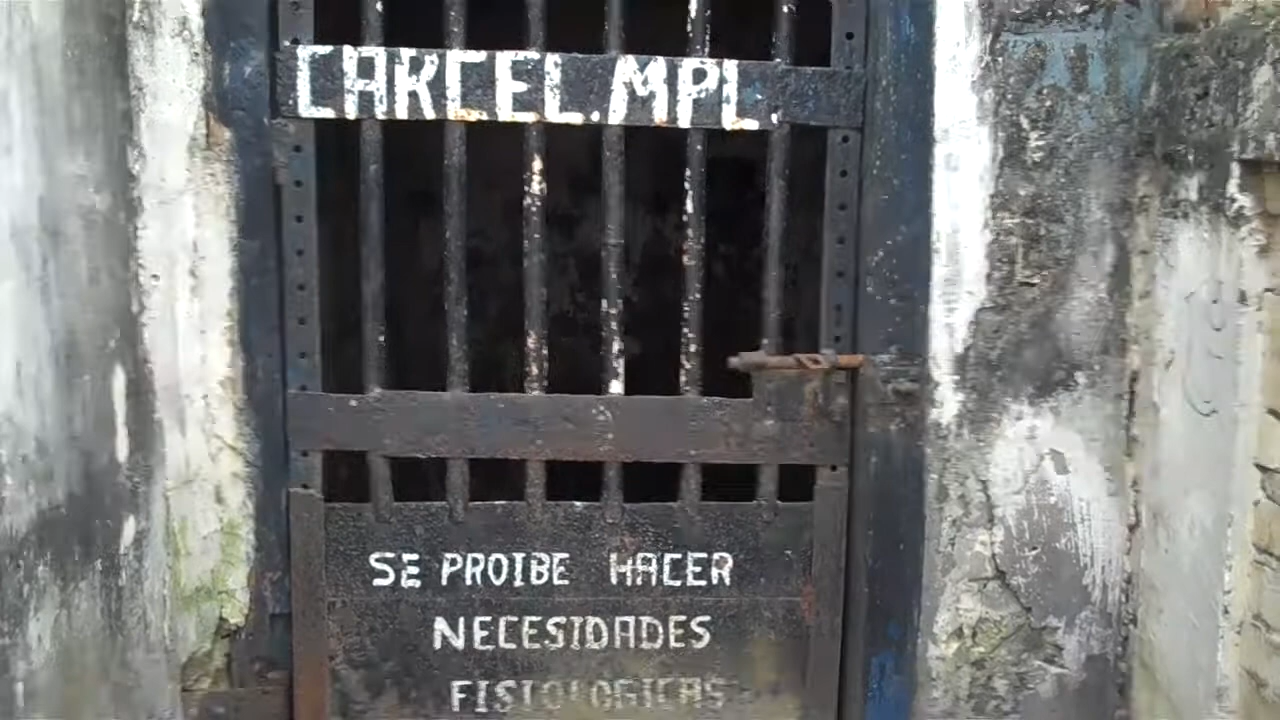 CARCEL.MPL.
SE PROIBE HACER
NECESIDADES
FISIOLOGICAS